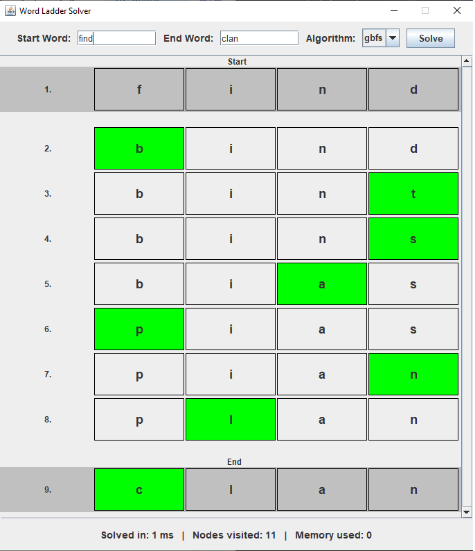 Word Ladder Solver
Start Word: find End Word: clan Algorithm: gbfs Solve
Start
1. f i n d
2. b i n d
3. b i n t
4. b i n s
5. b i a s
6. p i a s
7. p i a n
8. p l a n
End
9. c l a n
Solved in: 1 ms | Nodes visited: 11 | Memory used: 0